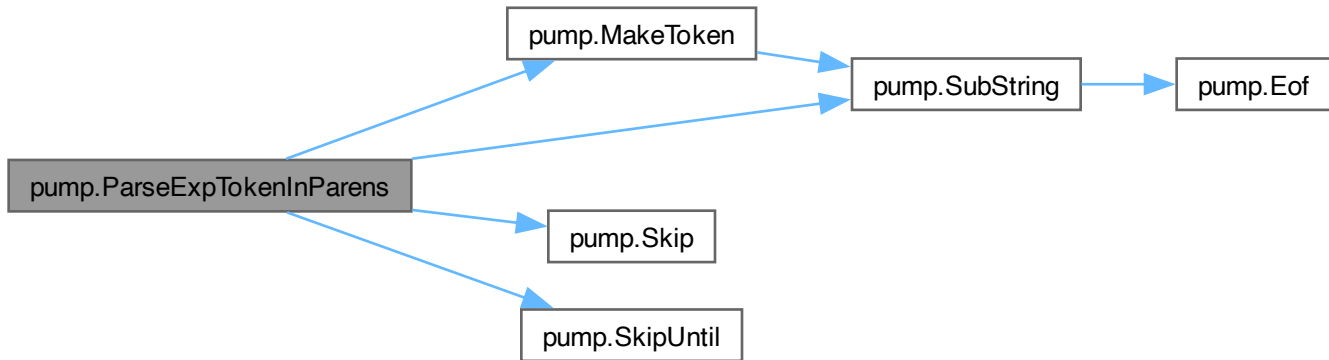 pump.MakeToken
pump.SubString
pump.Eof
pump.ParseExpTokenInParens
pump.Skip
pump.SkipUntil